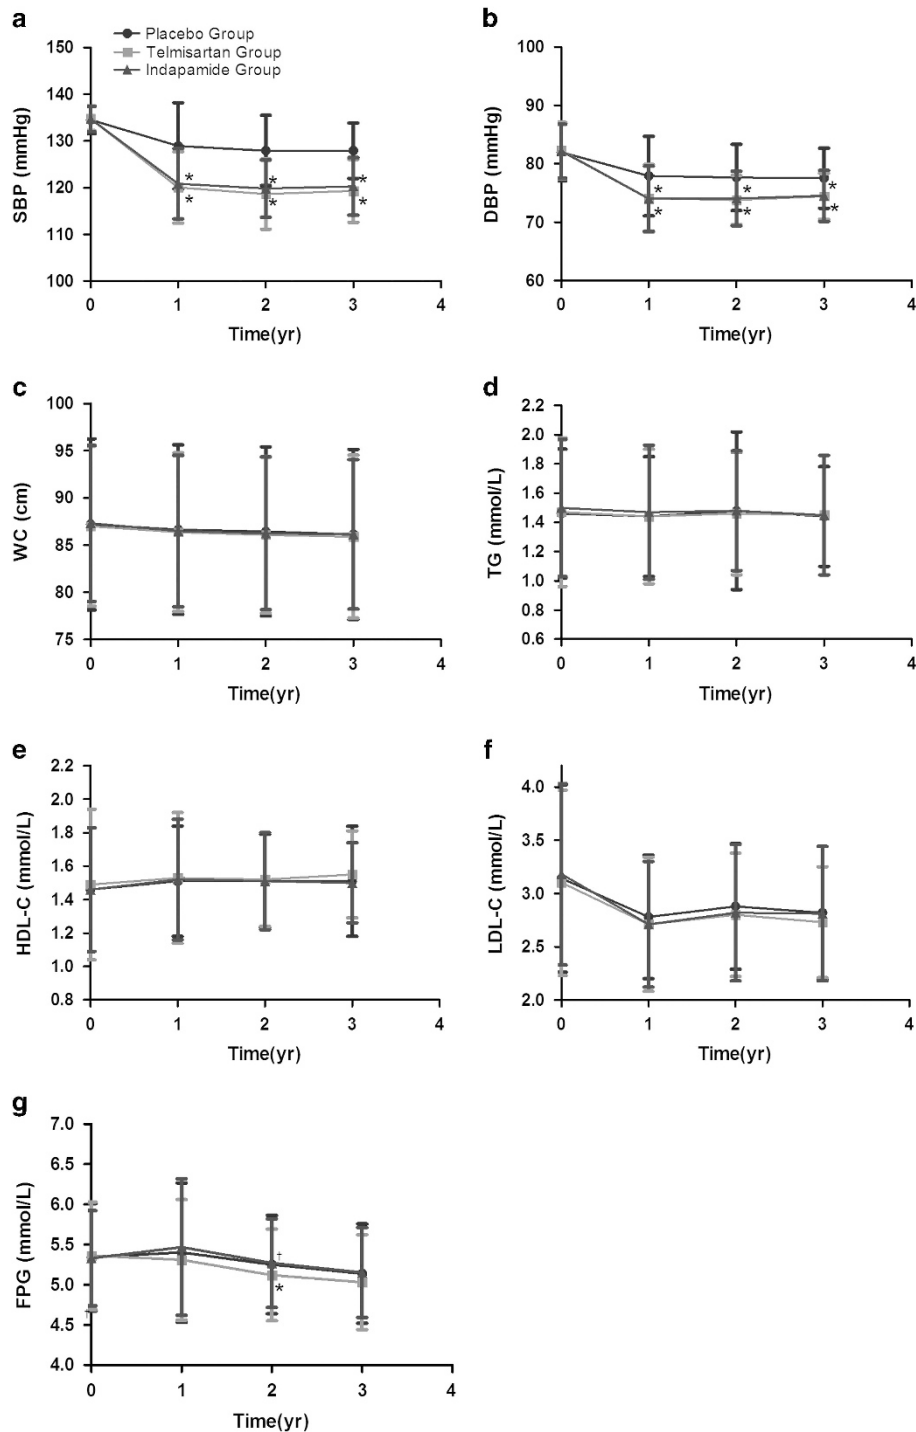 a
Placebo Group
Telmisartan Group
Indapamide Group
150
140
130
120
110
100
SBP (mmHg)
* * *
* * *
0 1 2 3 4
Time(yr)
b
100
90
80
70
60
DBP (mmHg)
* * *
* * *
0 1 2 3 4
Time(yr)
c
100
95
90
85
80
75
WC (cm)
0 1 2 3 4
Time(yr)
d
2.2
2.0
1.8
1.6
1.4
1.2
1.0
0.8
0.6
TG (mmol/L)
0 1 2 3 4
Time(yr)
e
2.2
2.0
1.8
1.6
1.4
1.2
1.0
0.8
HDL-C (mmol/L)
0 1 2 3 4
Time(yr)
f
4.0
3.5
3.0
2.5
2.0
LDL-C (mmol/L)
0 1 2 3 4
Time(yr)
g
7.0
6.5
6.0
5.5
5.0
4.5
4.0
FPG (mmol/L)
†
*
0 1 2 3 4
Time(yr)